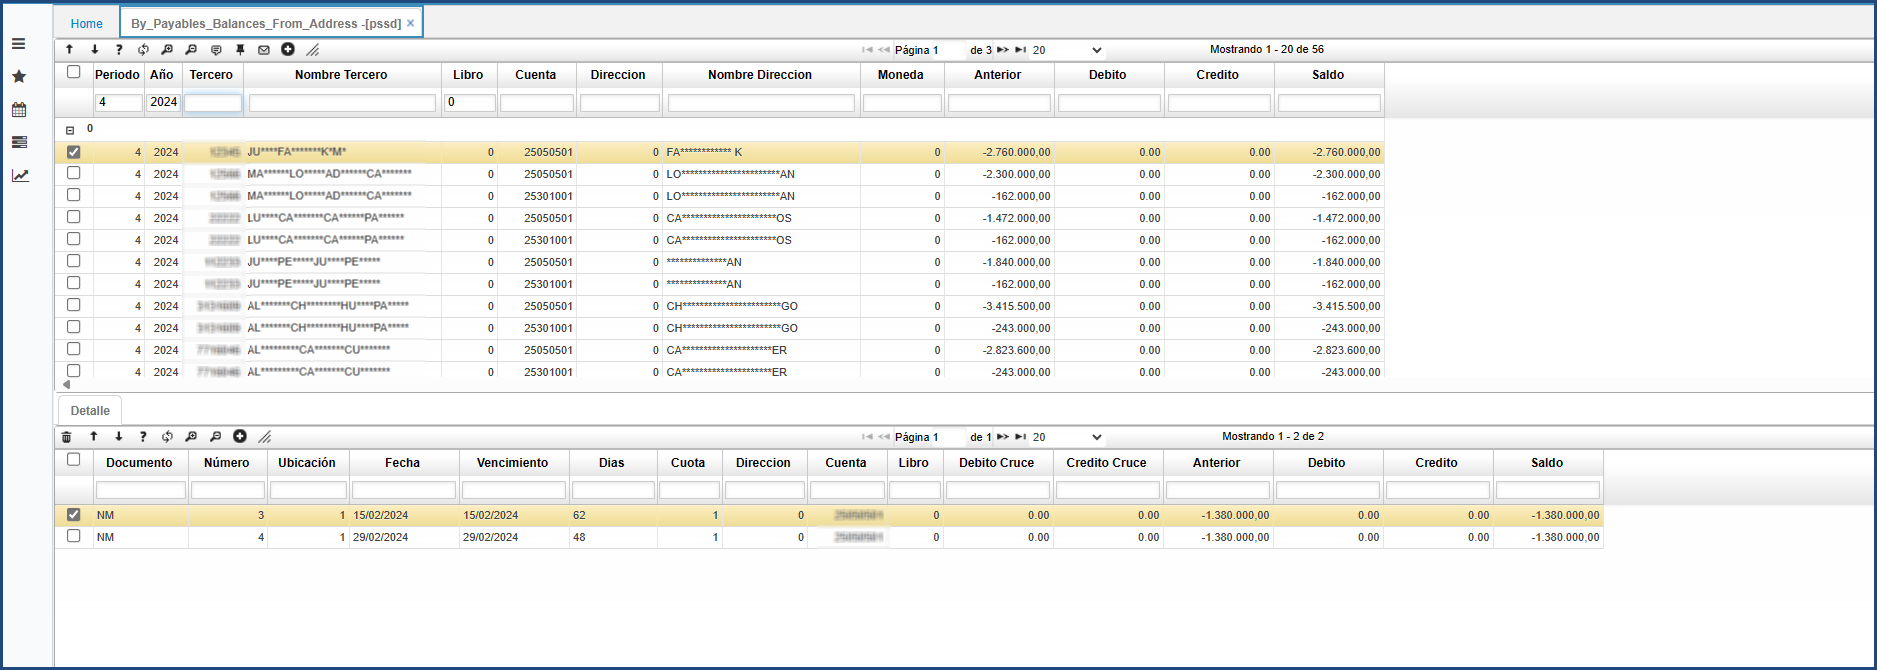 Home By_Payables_Balances_From_Address -[pssd] ×
Página 1 de 3 20 Mostrando 1 - 20 de 56
Periodo Año Tercero Nombre Tercero Libro Cuenta Direccion Nombre Direccion Moneda Anterior Debito Credito Saldo
4 2024 0
0
4 2024 JU****FA*******K*M* 0 25050501 0 FA************ K 0 -2.760.000,00 0.00 0.00 -2.760.000,00
4 2024 MA******LO*****AD******CA******* 0 25050501 0 LO***********************AN 0 -2.300.000,00 0.00 0.00 -2.300.000,00
4 2024 MA******LO*****AD******CA******* 0 25301001 0 LO***********************AN 0 -162.000,00 0.00 0.00 -162.000,00
4 2024 LU****CA*******CA******PA****** 0 25050501 0 CA**********************OS 0 -1.472.000,00 0.00 0.00 -1.472.000,00
4 2024 LU****CA*******CA******PA****** 0 25301001 0 CA**********************OS 0 -162.000,00 0.00 0.00 -162.000,00
4 2024 JU****PE*****JU****PE***** 0 25050501 0 **************AN 0 -1.840.000,00 0.00 0.00 -1.840.000,00
4 2024 JU****PE*****JU****PE***** 0 25301001 0 **************AN 0 -162.000,00 0.00 0.00 -162.000,00
4 2024 AL*******CH********HU****PA***** 0 25050501 0 CH***********************GO 0 -3.415.500,00 0.00 0.00 -3.415.500,00
4 2024 AL*******CH********HU****PA***** 0 25301001 0 CH***********************GO 0 -243.000,00 0.00 0.00 -243.000,00
4 2024 AL*********CA*******CU******* 0 25050501 0 CA*********************ER 0 -2.823.600,00 0.00 0.00 -2.823.600,00
4 2024 AL*********CA*******CU******* 0 25301001 0 CA*********************ER 0 -243.000,00 0.00 0.00 -243.000,00
Detalle
Página 1 de 1 20 Mostrando 1 - 2 de 2
Documento Número Ubicación Fecha Vencimiento Dias Cuota Direccion Cuenta Libro Debito Cruce Credito Cruce Anterior Debito Credito Saldo
NM 3 1 15/02/2024 15/02/2024 62 1 0 0 0.00 0.00 -1.380.000,00 0.00 0.00 -1.380.000,00
NM 4 1 29/02/2024 29/02/2024 48 1 0 0 0.00 0.00 -1.380.000,00 0.00 0.00 -1.380.000,00